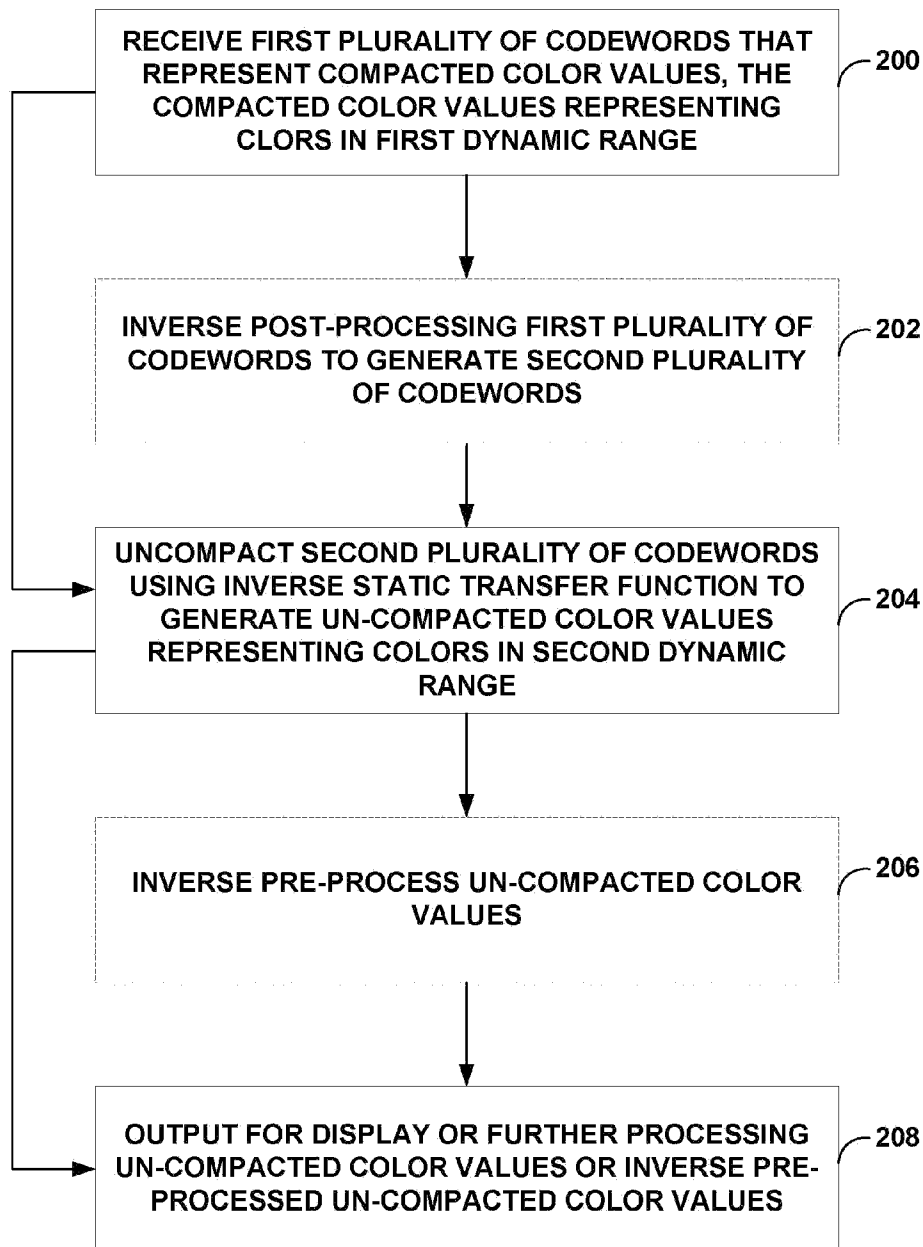 RECEIVE FIRST PLURALITY OF CODEWORDS THAT
REPRESENT COMPACTED COLOR VALUES, THE
COMPACTED COLOR VALUES REPRESENTING
CLORS IN FIRST DYNAMIC RANGE
200
INVERSE POST-PROCESSING FIRST PLURALITY OF
CODEWORDS TO GENERATE SECOND PLURALITY
OF CODEWORDS
202
UNCOMPACT SECOND PLURALITY OF CODEWORDS
USING INVERSE STATIC TRANSFER FUNCTION TO
GENERATE UN-COMPACTED COLOR VALUES
REPRESENTING COLORS IN SECOND DYNAMIC
RANGE
204
INVERSE PRE-PROCESS UN-COMPACTED COLOR
VALUES
206
OUTPUT FOR DISPLAY OR FURTHER PROCESSING
UN-COMPACTED COLOR VALUES OR INVERSE PRE-
PROCESSED UN-COMPACTED COLOR VALUES
208